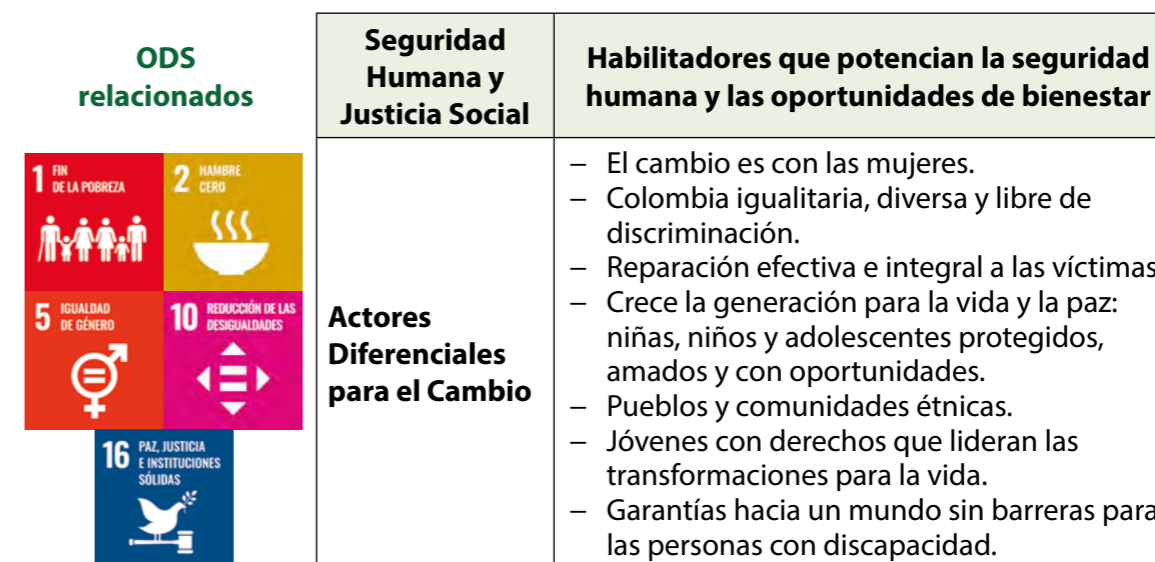 ODS
relacionados
Seguridad
Humana y
Justicia Social
Habilitadores que potencian la seguridad
humana y las oportunidades de bienestar
1 FIN
DE LA POBREZA
2 HAMBRE
CERO
5 IGUALDAD
DE GÉNERO
10 REDUCCIÓN DE LAS
DESIGUALDADES
16 PAZ, JUSTICIA
E INSTITUCIONES
SÓLIDAS
Actores
Diferenciales
para el Cambio
– El cambio es con las mujeres.
– Colombia igualitaria, diversa y libre de
discriminación.
– Reparación efectiva e integral a las víctimas
– Crece la generación para la vida y la paz:
niñas, niños y adolescentes protegidos,
amados y con oportunidades.
– Pueblos y comunidades étnicas.
– Jóvenes con derechos que lideran las
transformaciones para la vida.
– Garantías hacia un mundo sin barreras para
las personas con discapacidad.